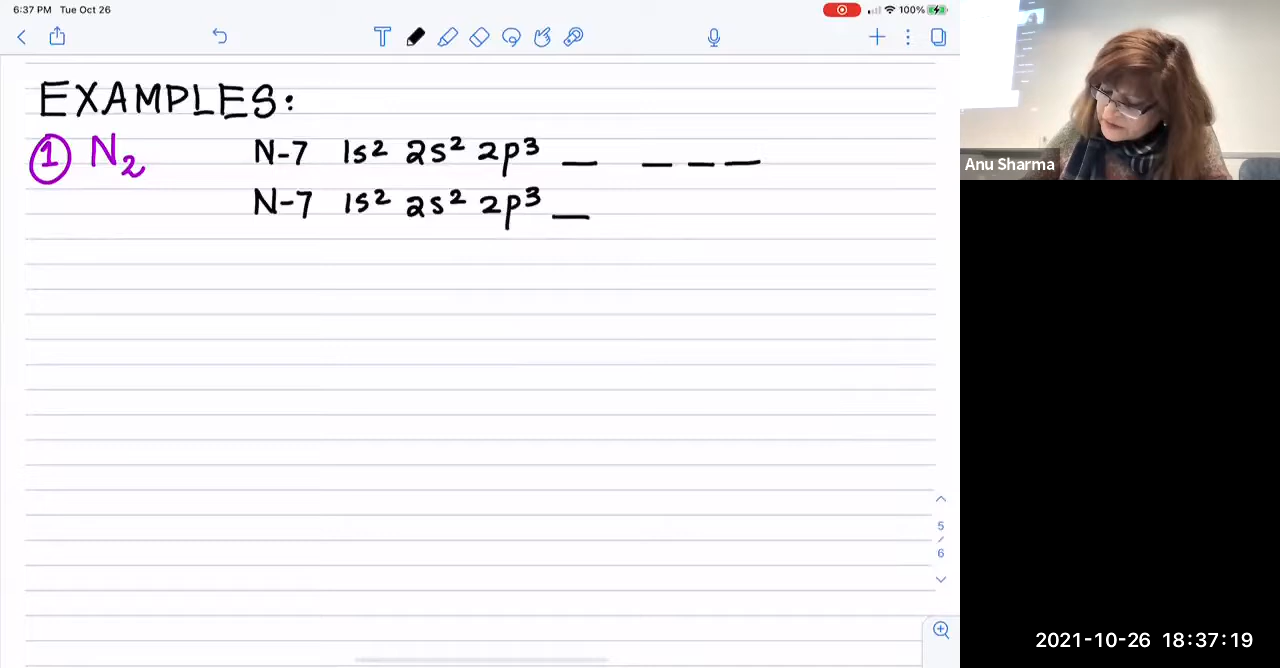 6:37 PM Tue Oct 26
100%
EXAMPLES:
① N₂ N-7 1s² 2s² 2p³ _ _ _ _
N-7 1s² 2s² 2p³ _
Anu Sharma
5
/
6
2021-10-26 18:37:19